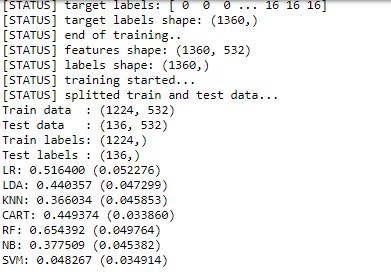 [STATUS] target labels: [ 0  0  0 ... 16 16 16]
[STATUS] target labels shape: (1360,)
[STATUS] end of training..
[STATUS] features shape: (1360, 532)
[STATUS] labels shape: (1360,)
[STATUS] training started...
[STATUS] splitted train and test data...
Train data  : (1224, 532)
Test data   : (136, 532)
Train labels: (1224,)
Test labels : (136,)
LR: 0.516400 (0.052276)
LDA: 0.440357 (0.047299)
KNN: 0.366034 (0.045853)
CART: 0.449374 (0.033860)
RF: 0.654392 (0.049764)
NB: 0.377509 (0.045382)
SVM: 0.048267 (0.034914)